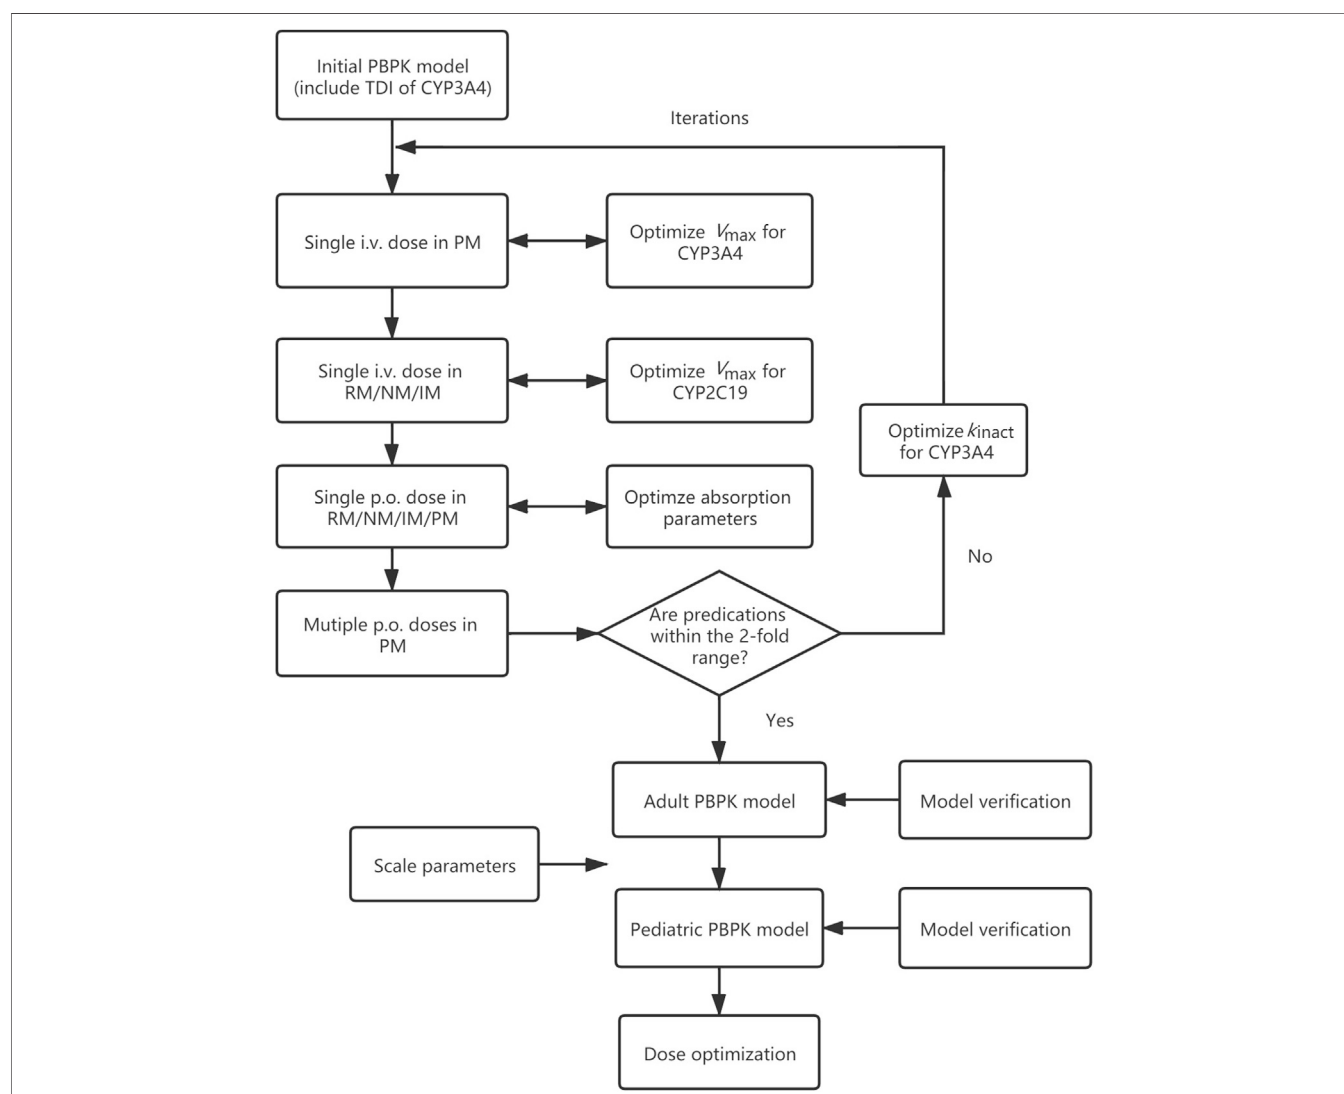 Initial PBPK model
(include TDI of CYP3A4)
Iterations
Single i.v. dose in PM
Optimize Vmax for
CYP3A4
Single i.v. dose in
RM/NM/IM
Optimize Vmax for
CYP2C19
Optimize kinact
for CYP3A4
Single p.o. dose in
RM/NM/IM/PM
Optimze absorption
parameters
No
Mutiple p.o. doses in
PM
Are predications
within the 2-fold
range?
Yes
Adult PBPK model
Model verification
Scale parameters
Pediatric PBPK model
Model verification
Dose optimization